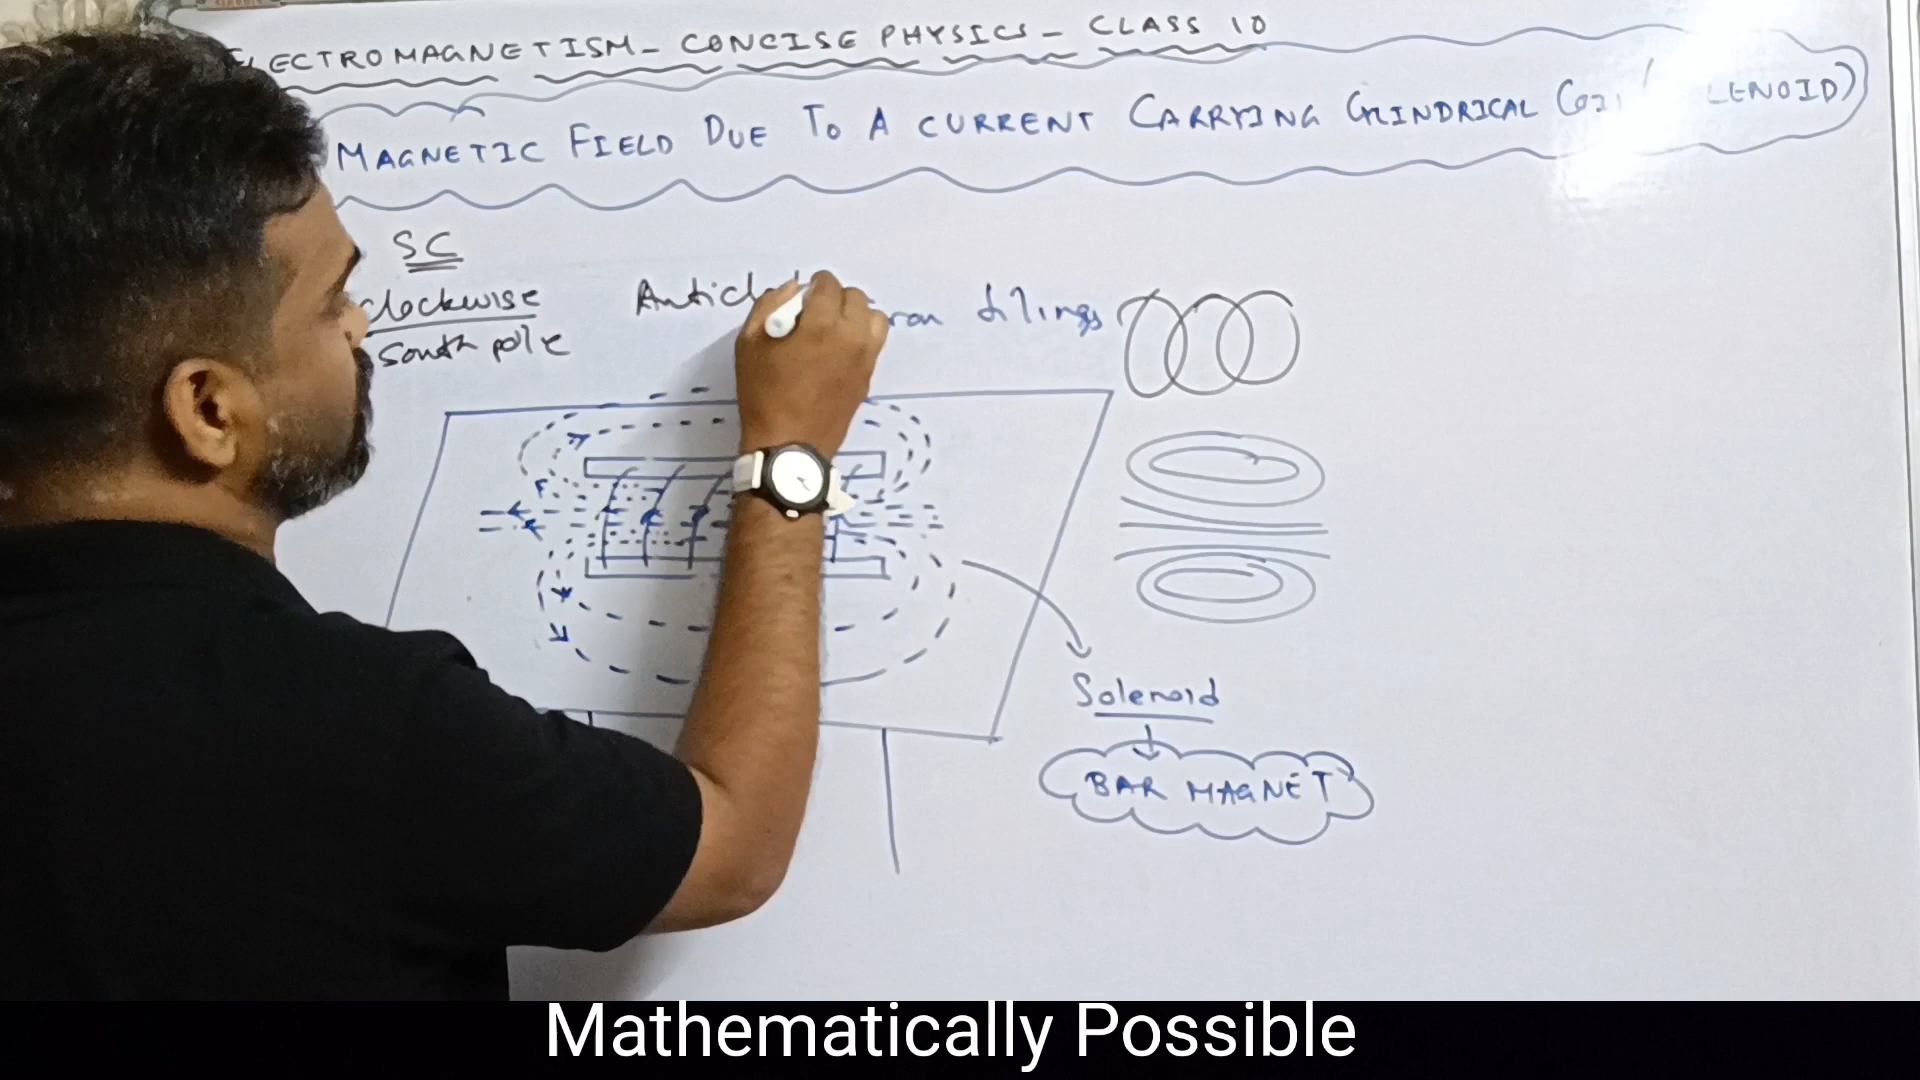 ELECTROMAGNETISM - CONCISE PHYSICS - CLASS 10
MAGNETIC FIELD DUE TO A CURRENT CARRYING CYLINDRICAL
SC
clockwise
south pole
filings
Solenoid
BAR MAGNET
Mathematically Possible